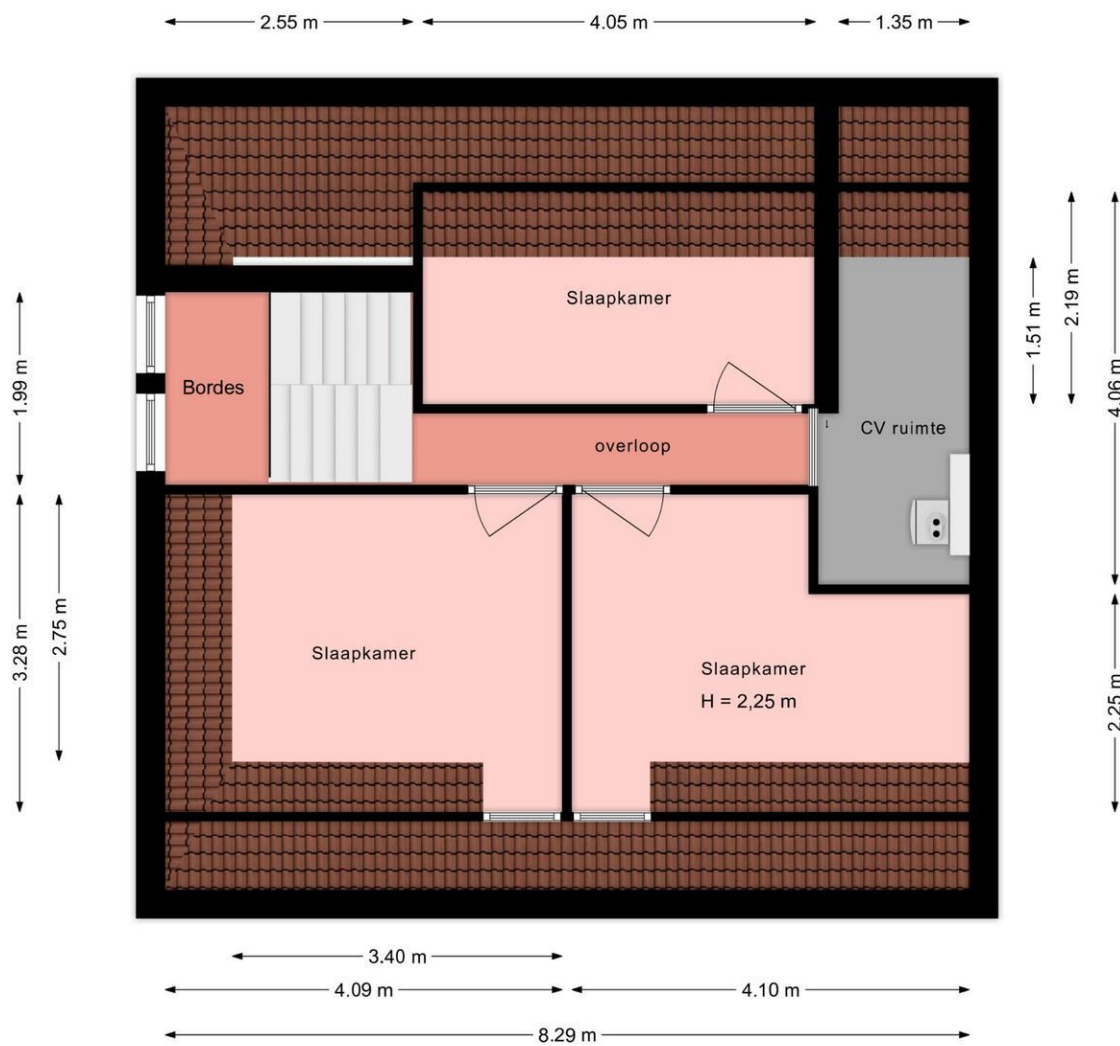 2.55 m
4.05 m
1.35 m
Slaapkamer
1.51 m
2.19 m
1.99 m
Bordes
4.06 m
overloop
CV ruimte
Slaapkamer
3.28 m
2.75 m
Slaapkamer
H = 2,25 m
2.25 m
3.40 m
4.09 m
4.10 m
8.29 m